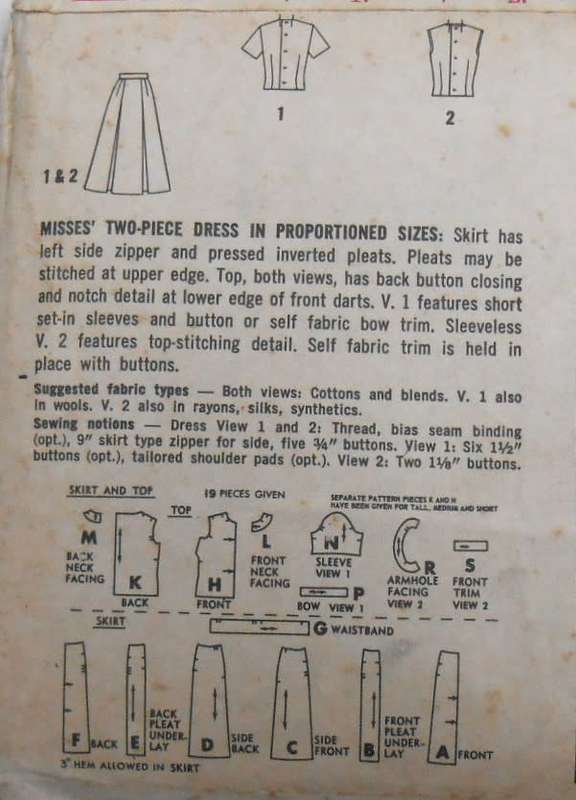 1
2
1 & 2
MISSES' TWO-PIECE DRESS IN PROPORTIONED SIZES: Skirt has
left side zipper and pressed inverted pleats. Pleats may be
stitched at upper edge. Top, both views, has back button closing
and notch detail at lower edge of front darts. V. 1 features short
set-in sleeves and button or self fabric bow trim. Sleeveless
V. 2 features top-stitching detail. Self fabric trim is held in
place with buttons.
Suggested fabric types — Both views: Cottons and blends. V. 1 also
in wools. V. 2 also in rayons, silks, synthetics.
Sewing notions — Dress View 1 and 2: Thread, bias seam binding
(opt.), 9" skirt type zipper for side, five ¾" buttons. View 1: Six 1½"
buttons (opt.), tailored shoulder pads (opt.). View 2: Two 1⅛" buttons.
SKIRT AND TOP
19 PIECES GIVEN
SEPARATE PATTERN PIECES K AND H
HAVE BEEN GIVEN FOR TALL, MEDIUM AND SHORT
TOP
M
BACK
NECK
FACING
K
BACK
H
FRONT
L
FRONT
NECK
FACING
N
SLEEVE
VIEW 1
P
BOW VIEW 1
R
ARMHOLE
FACING
VIEW 2
S
FRONT
TRIM
VIEW 2
SKIRT
G WAISTBAND
F BACK
E
BACK
PLEAT
UNDER-
LAY
D
SIDE
BACK
C
SIDE
FRONT
B
FRONT
PLEAT
UNDER-
LAY
A FRONT
3" HEM ALLOWED IN SKIRT